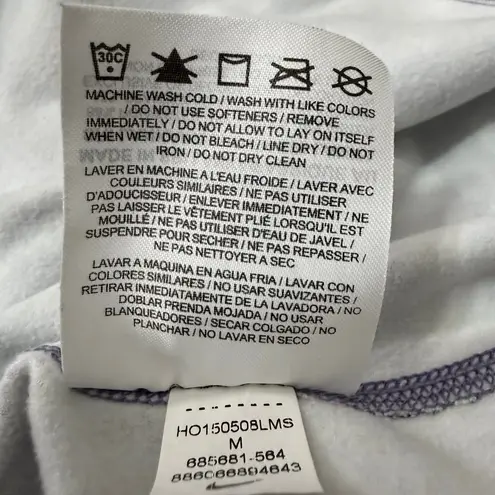 30C
MACHINE WASH COLD / WASH WITH LIKE COLORS
/ DO NOT USE SOFTENERS / REMOVE
IMMEDIATELY / DO NOT ALLOW TO LAY ON ITSELF
WHEN WET / DO NOT BLEACH / LINE DRY / DO NOT
IRON / DO NOT DRY CLEAN
LAVER EN MACHINE A L'EAU FROIDE / LAVER AVEC
COULEURS SIMILAIRES / NE PAS UTILISER
D'ADOUCISSEUR / ENLEVER IMMEDIATEMENT / NE
PAS LAISSER LE VÊTEMENT PLIÉ LORSQU'IL EST
MOUILLÉ / NE PAS UTILISER D'EAU DE JAVEL /
SUSPENDRE POUR SECHER / NE PAS REPASSER /
NE PAS NETTOYER A SEC
LAVAR A MAQUINA EN AGUA FRIA / LAVAR CON
COLORES SIMILARES / NO USAR SUAVIZANTES /
RETIRAR INMEDIATAMENTE DE LA LAVADORA / NO
DOBLAR PRENDA MOJADA / NO USAR
BLANQUEADORES / SECAR COLGADO / NO
PLANCHAR / NO LAVAR EN SECO
HO150508LMS
M
685681-564
886066894643